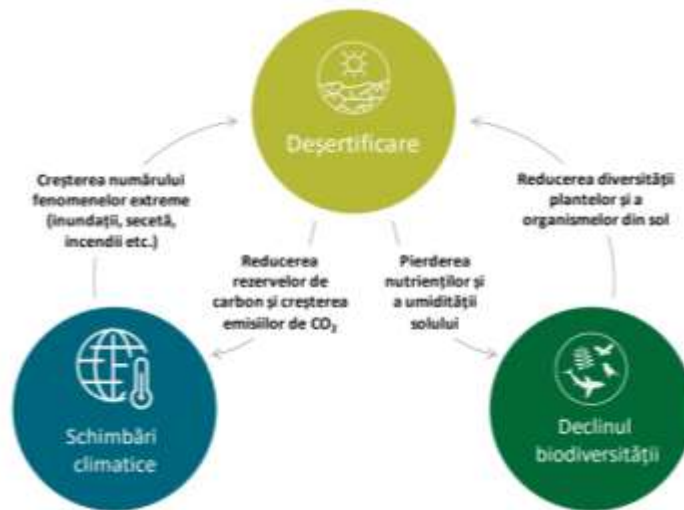 Deșertificare
Creșterea numărului
fenomenelor extreme
(inundații, secetă,
incendii etc.)
Reducerea diversității
plantelor și a
organismelor din sol
Reducerea
rezervelor de
carbon și creșterea
emisiilor de CO₂
Pierderea
nutrienților și
a umidității
solului
Schimbări
climatice
Declinul
biodiversității